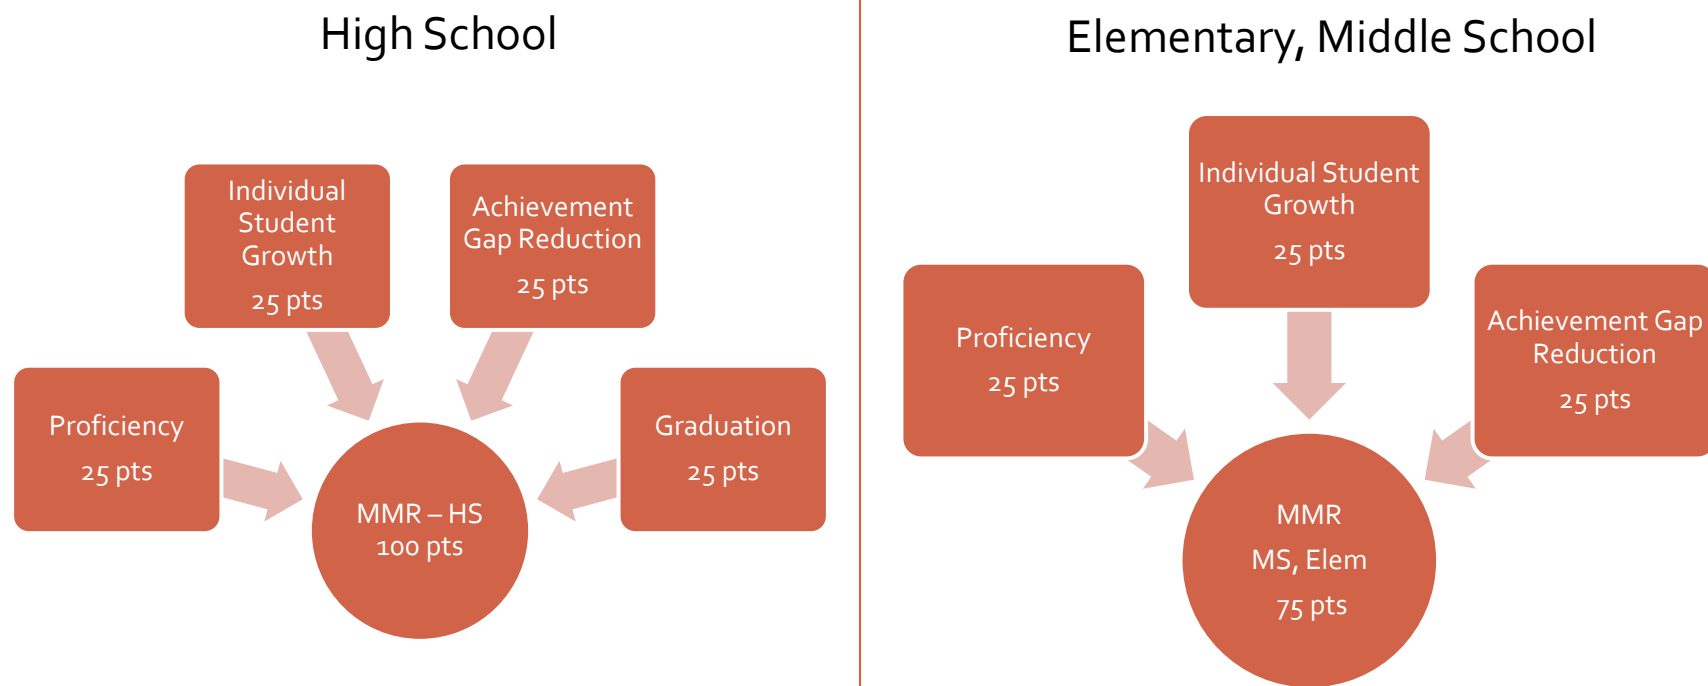 High School
Individual
Student
Growth
25 pts
Achievement
Gap Reduction
25 pts
Proficiency
25 pts
Graduation
25 pts
MMR – HS
100 pts
Elementary, Middle School
Individual Student
Growth
25 pts
Proficiency
25 pts
Achievement Gap
Reduction
25 pts
MMR
MS, Elem
75 pts